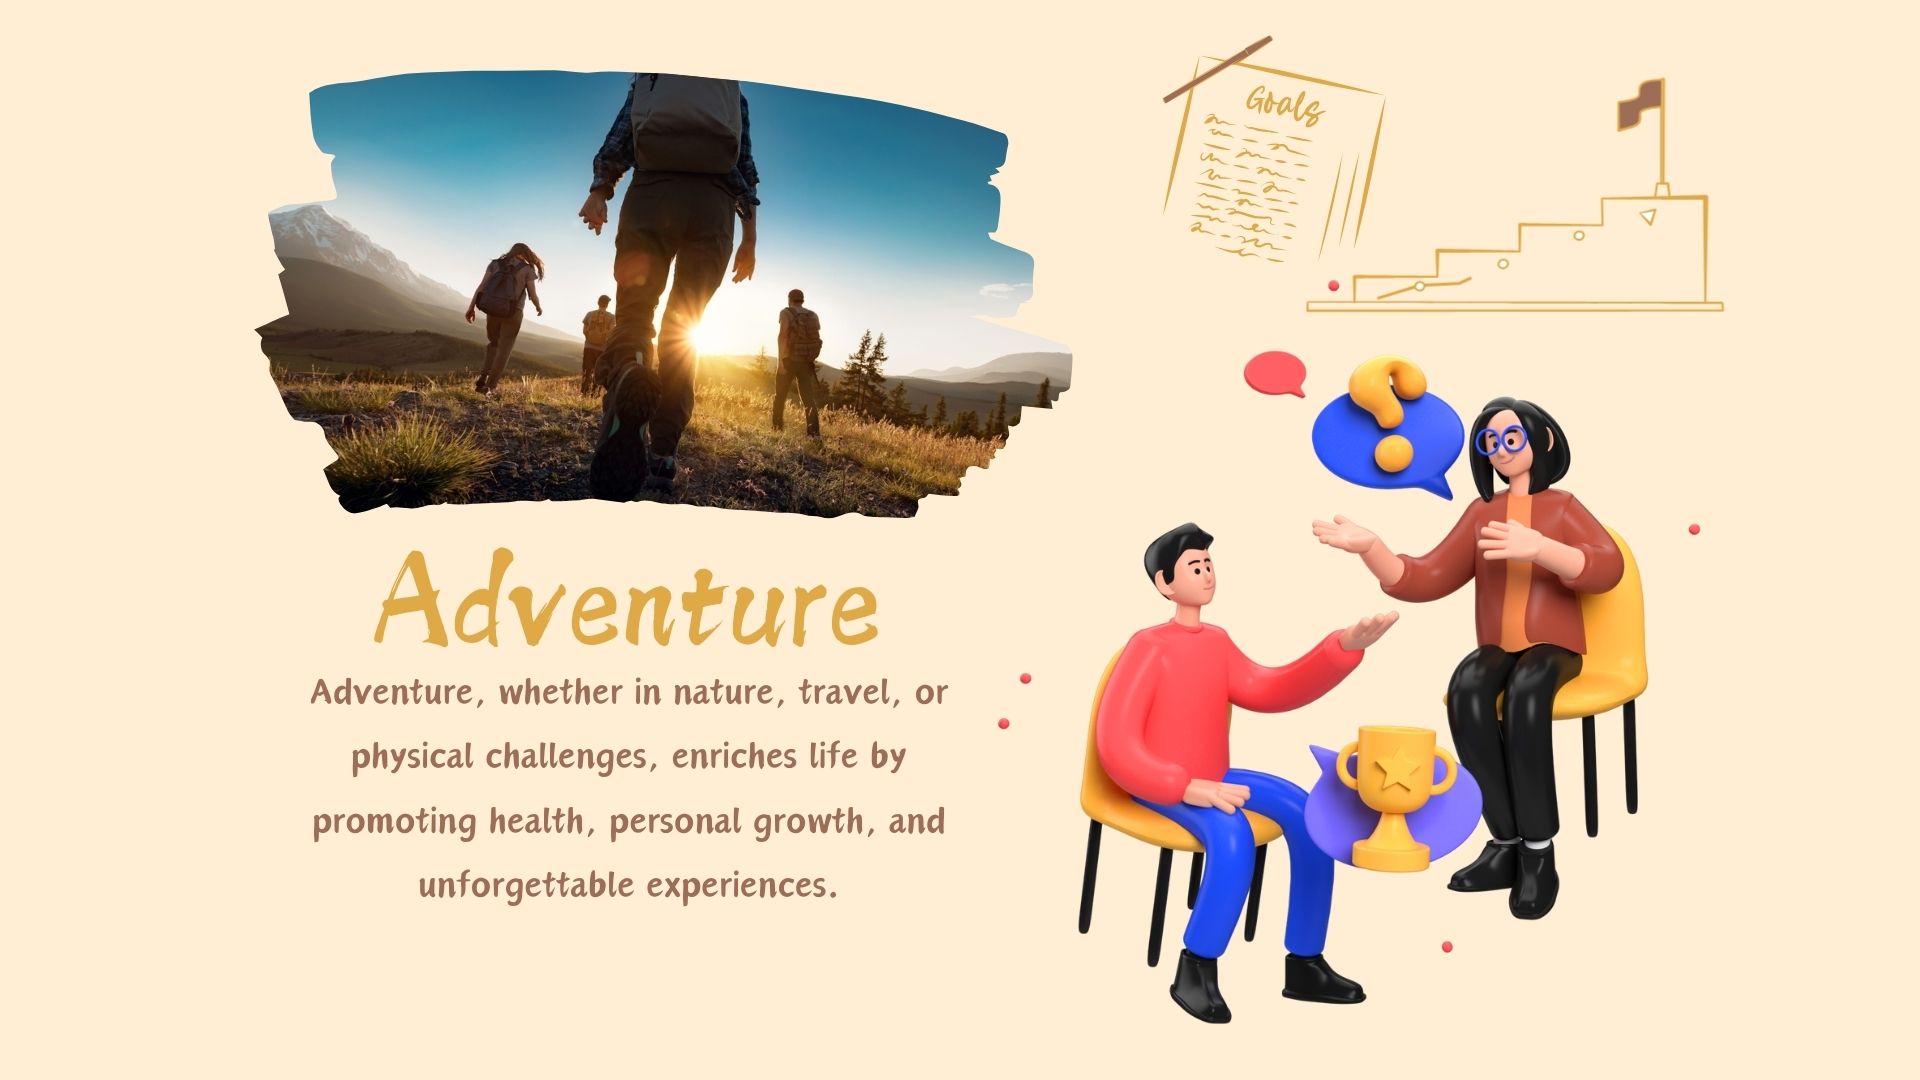 Goals
Adventure
Adventure, whether in nature, travel, or
physical challenges, enriches life by
promoting health, personal growth, and
unforgettable experiences.